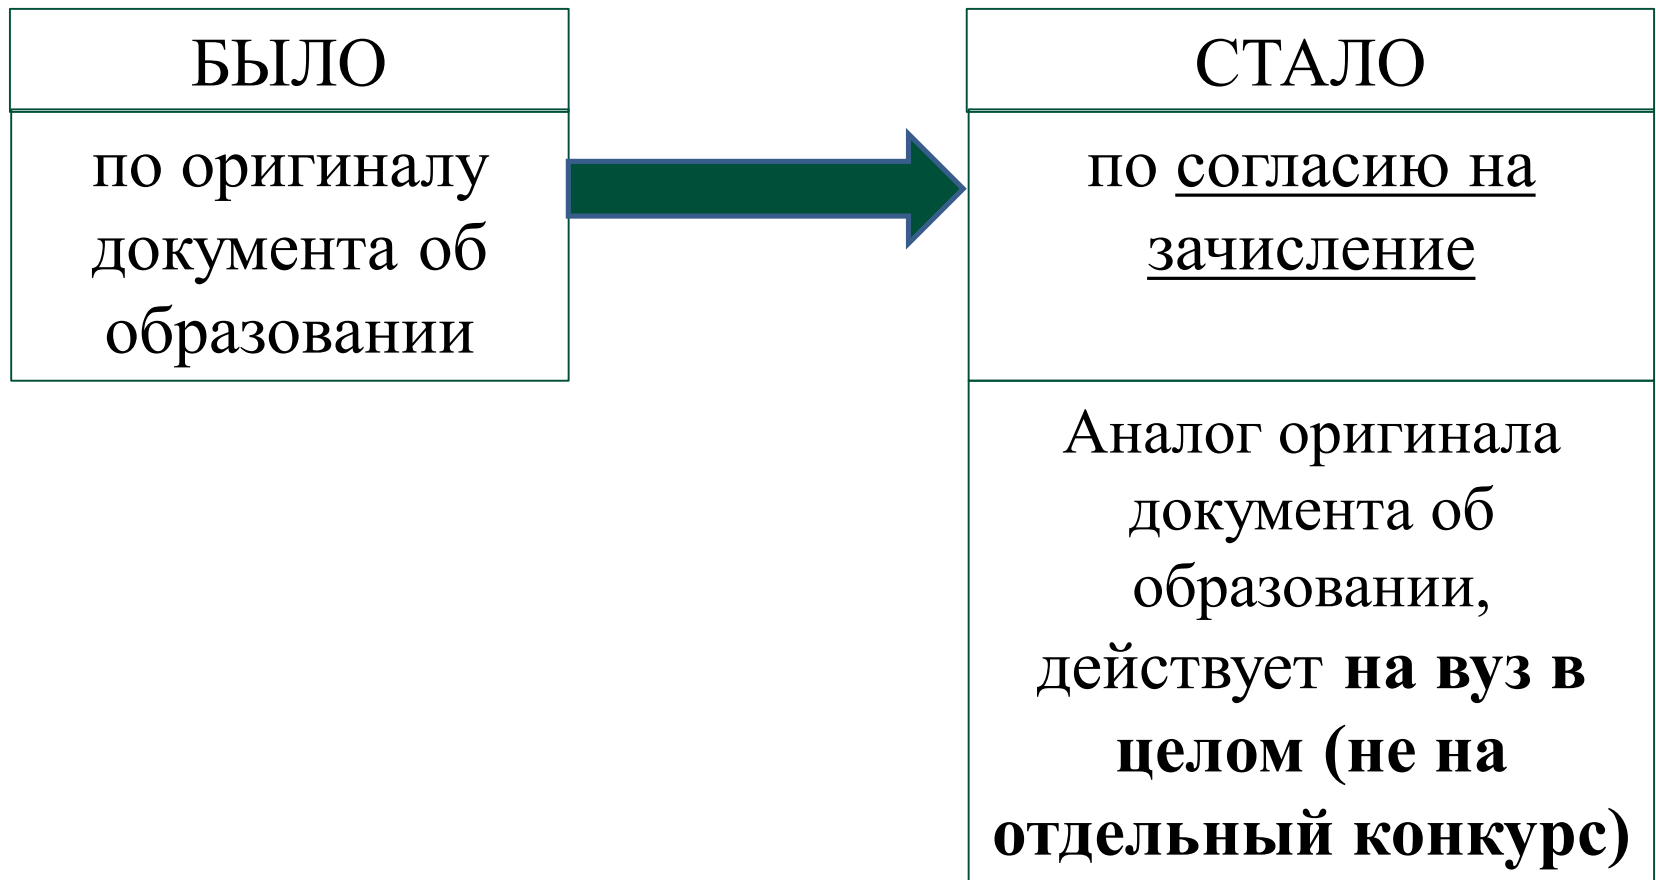 БЫЛО
по оригиналу
документа об
образовании
СТАЛО
по согласию на
зачисление
Аналог оригинала
документа об
образовании,
действует на вуз в
целом (не на
отдельный конкурс)